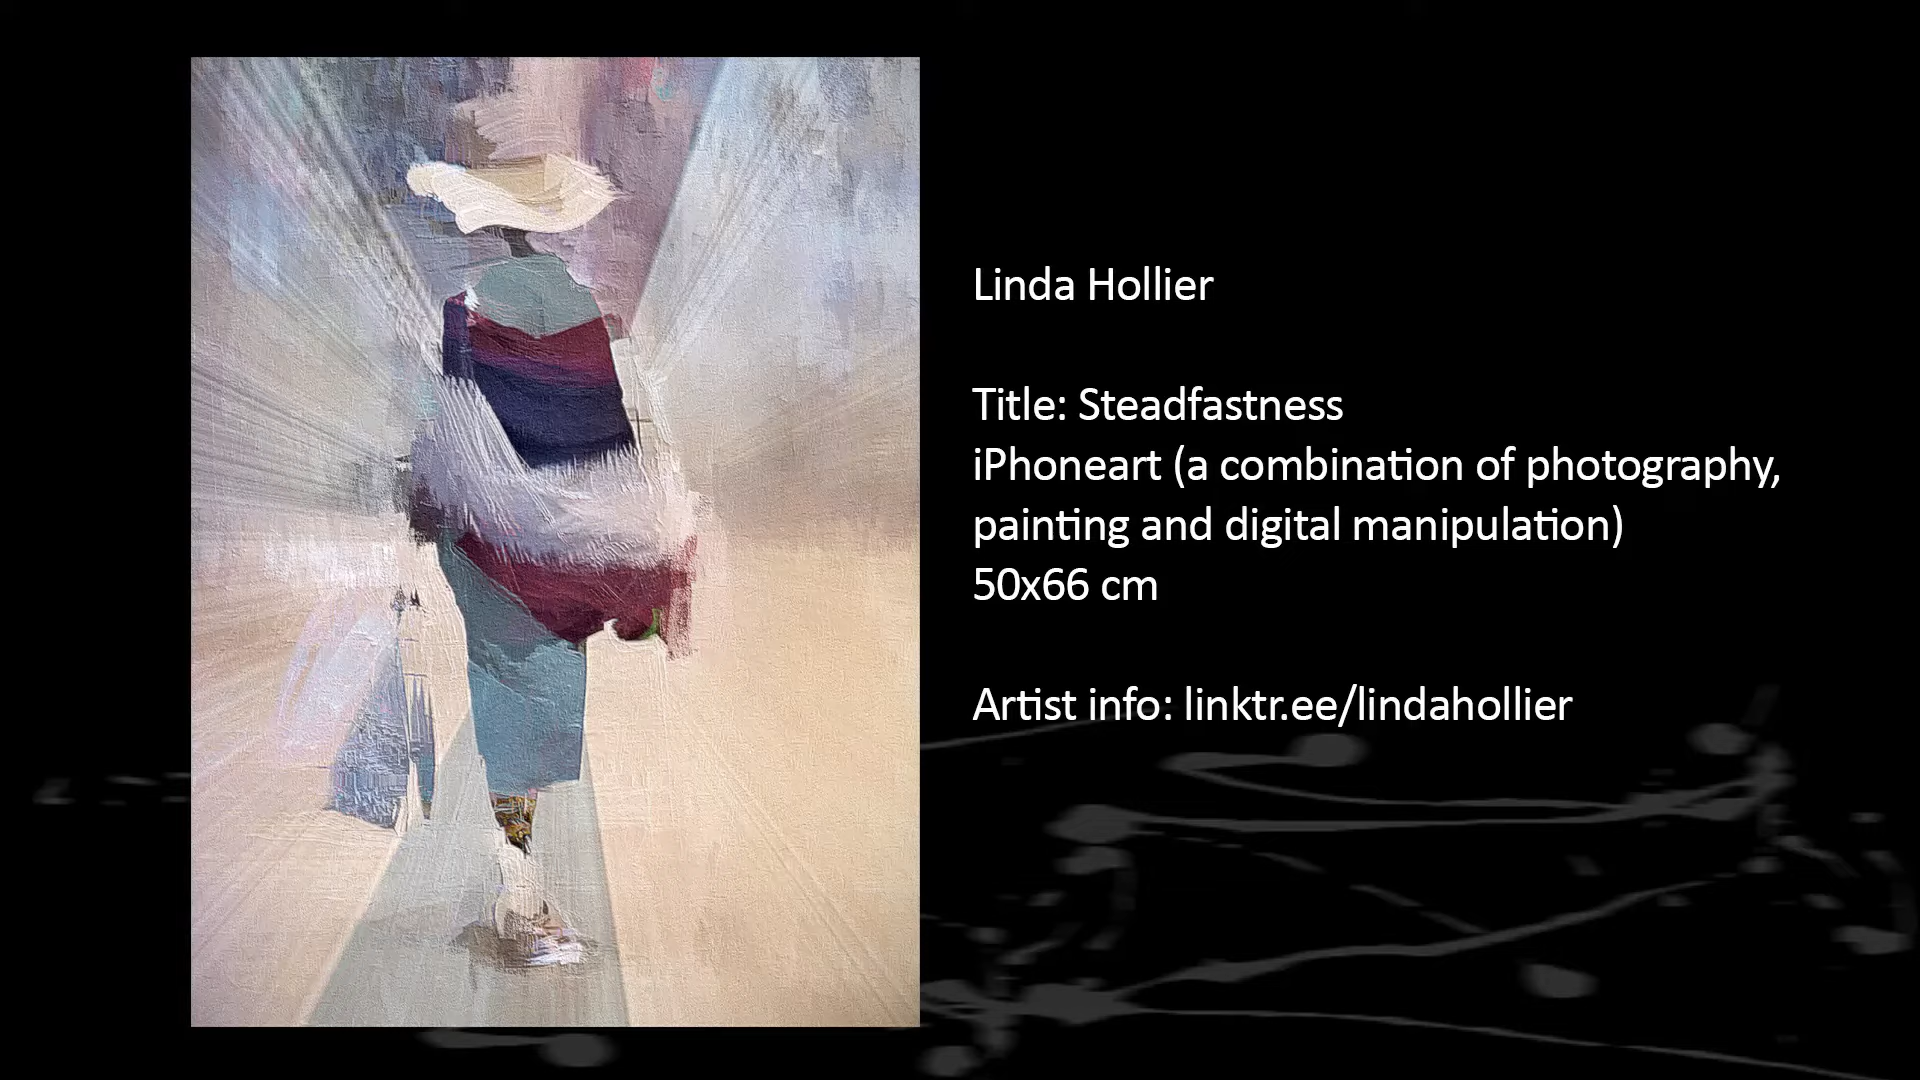 Linda Hollier
Title: Steadfastness
iPhoneart (a combination of photography,
painting and digital manipulation)
50x66 cm
Artist info: linktr.ee/lindahollier